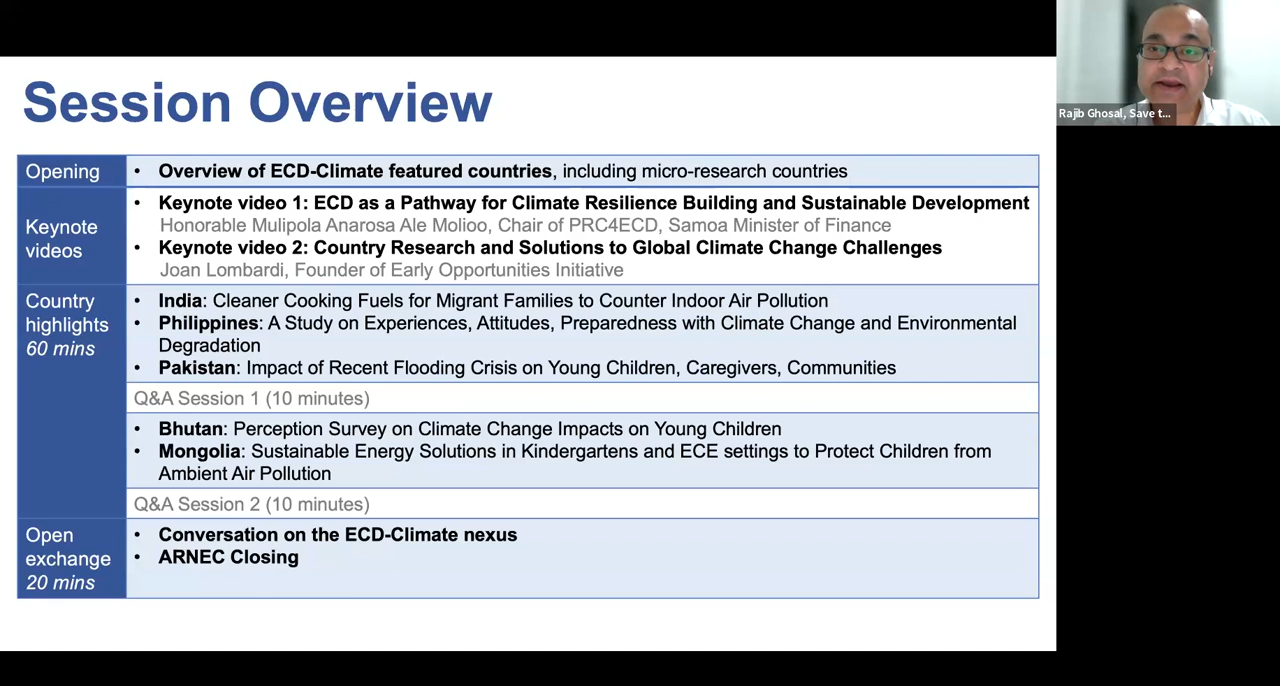 Session Overview
Opening
• Overview of ECD-Climate featured countries, including micro-research countries
Keynote
videos
• Keynote video 1: ECD as a Pathway for Climate Resilience Building and Sustainable Development
Honorable Mulipola Anarosa Ale Molioo, Chair of PRC4ECD, Samoa Minister of Finance
• Keynote video 2: Country Research and Solutions to Global Climate Change Challenges
Joan Lombardi, Founder of Early Opportunities Initiative
Country
highlights
60 mins
• India: Cleaner Cooking Fuels for Migrant Families to Counter Indoor Air Pollution
• Philippines: A Study on Experiences, Attitudes, Preparedness with Climate Change and Environmental
Degradation
• Pakistan: Impact of Recent Flooding Crisis on Young Children, Caregivers, Communities
Q&A Session 1 (10 minutes)
• Bhutan: Perception Survey on Climate Change Impacts on Young Children
• Mongolia: Sustainable Energy Solutions in Kindergartens and ECE settings to Protect Children from
Ambient Air Pollution
Q&A Session 2 (10 minutes)
Open
exchange
20 mins
• Conversation on the ECD-Climate nexus
• ARNEC Closing
Rajib Ghosal, Save t...